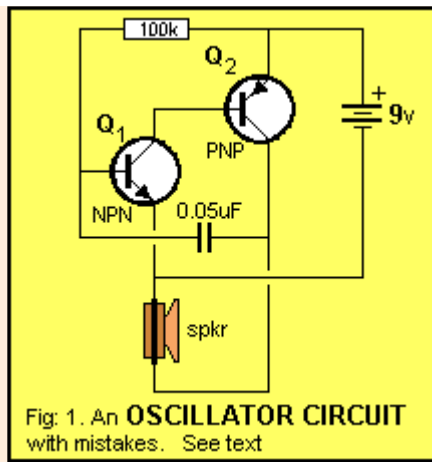 100k
Q2
+
9v
Q1
PNP
NPN
0.05uF
spkr
Fig: 1. An OSCILLATOR CIRCUIT
with mistakes. See text